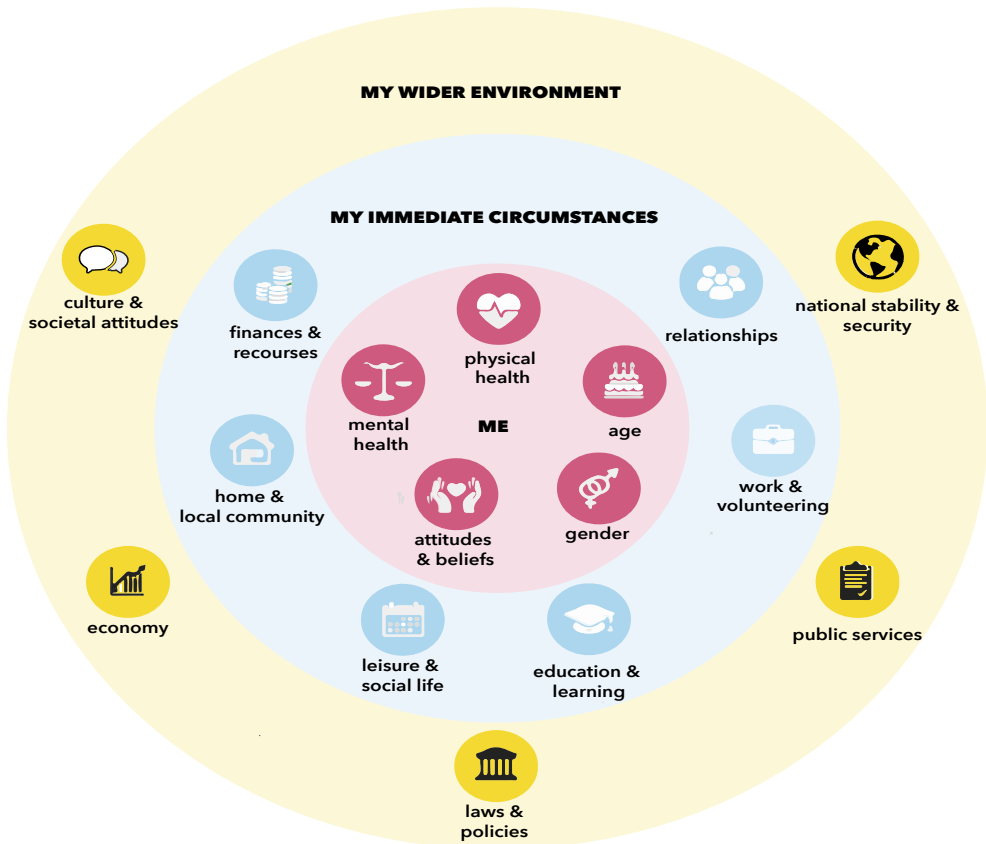 MY WIDER ENVIRONMENT
MY IMMEDIATE CIRCUMSTANCES
culture &
societal attitudes
finances &
recourses
physical
health
relationships
national stability &
security
mental
health
ME
age
home &
local community
attitudes
& beliefs
gender
work &
volunteering
economy
leisure &
social life
education &
learning
public services
laws &
policies